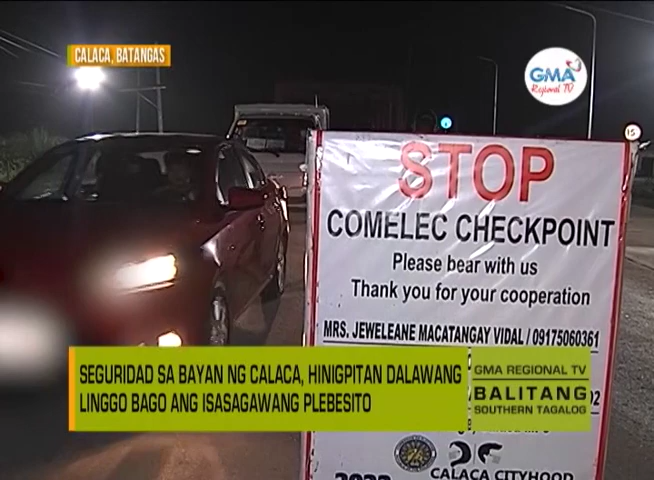 CALACA, BATANGAS
GMA
Regional TV
15
STOP
COMELEC CHECKPOINT
Please bear with us
Thank you for your cooperation
MRS. JEWELEANE MACATANGAY VIDAL / 09175060361
SEGURIDAD SA BAYAN NG CALACA, HINIGPITAN DALAWANG
LINGGO BAGO ANG ISASAGAWANG PLEBESITO
GMA REGIONAL TV
BALITANG
SOUTHERN TAGALOG
2022
CALACA CITYHOOD